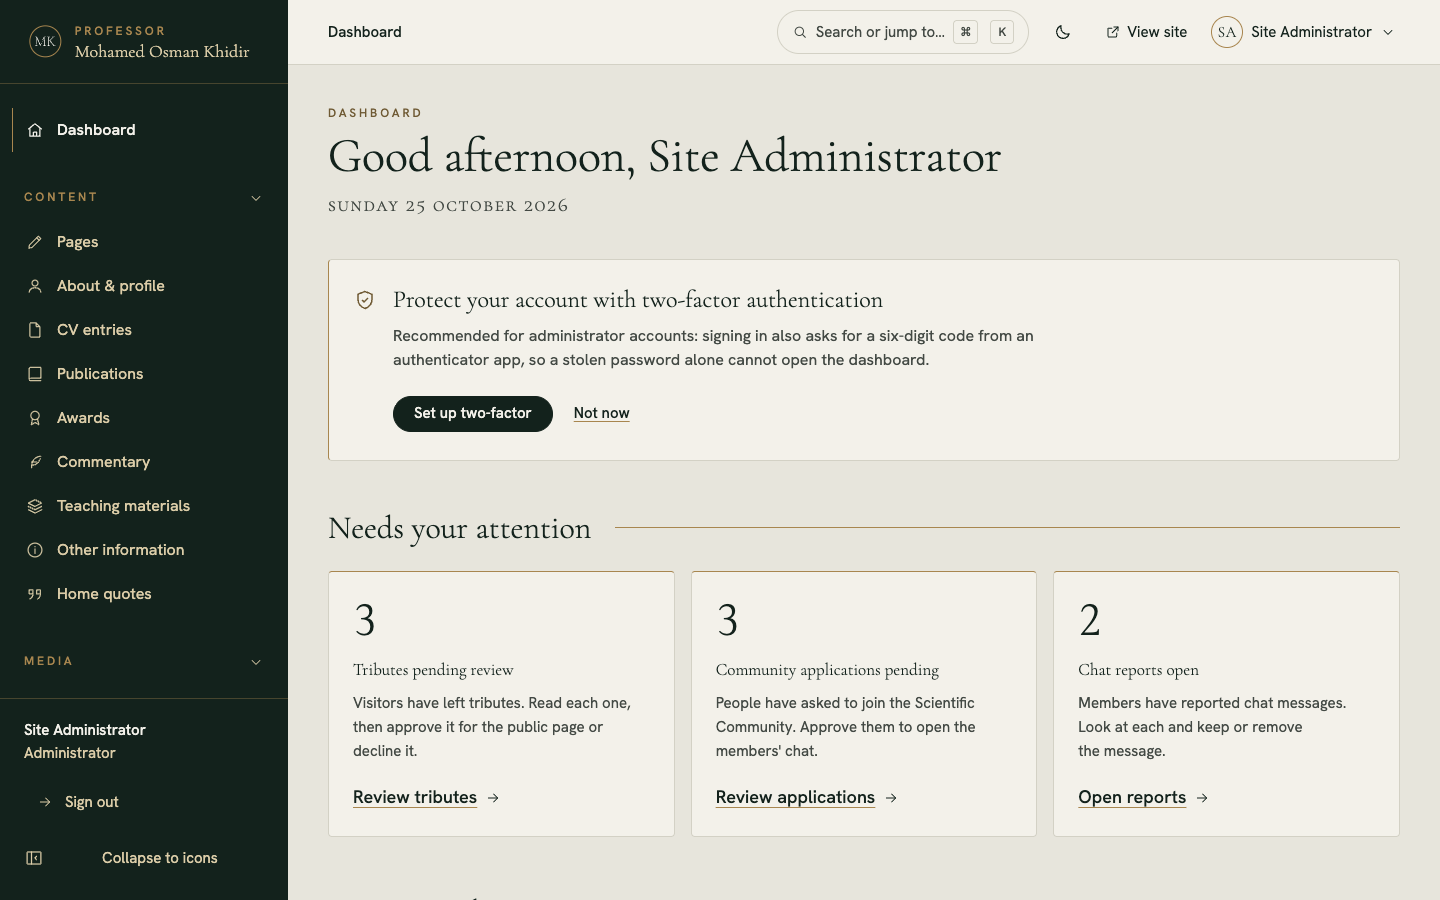 MK
PROFESSOR
Mohamed Osman Khidir
Dashboard
CONTENT
Pages
About & profile
CV entries
Publications
Awards
Commentary
Teaching materials
Other information
Home quotes
MEDIA
Site Administrator
Administrator
Sign out
Collapse to icons
Dashboard
Search or jump to...
⌘ K
View site
SA
Site Administrator
DASHBOARD
Good afternoon, Site Administrator
SUNDAY 25 OCTOBER 2026
Protect your account with two-factor authentication
Recommended for administrator accounts: signing in also asks for a six-digit code from an
authenticator app, so a stolen password alone cannot open the dashboard.
Set up two-factor
Not now
Needs your attention
3
Tributes pending review
Visitors have left tributes. Read each one,
then approve it for the public page or
decline it.
Review tributes
3
Community applications pending
People have asked to join the Scientific
Community. Approve them to open the
members' chat.
Review applications
2
Chat reports open
Members have reported chat messages.
Look at each and keep or remove
the message.
Open reports